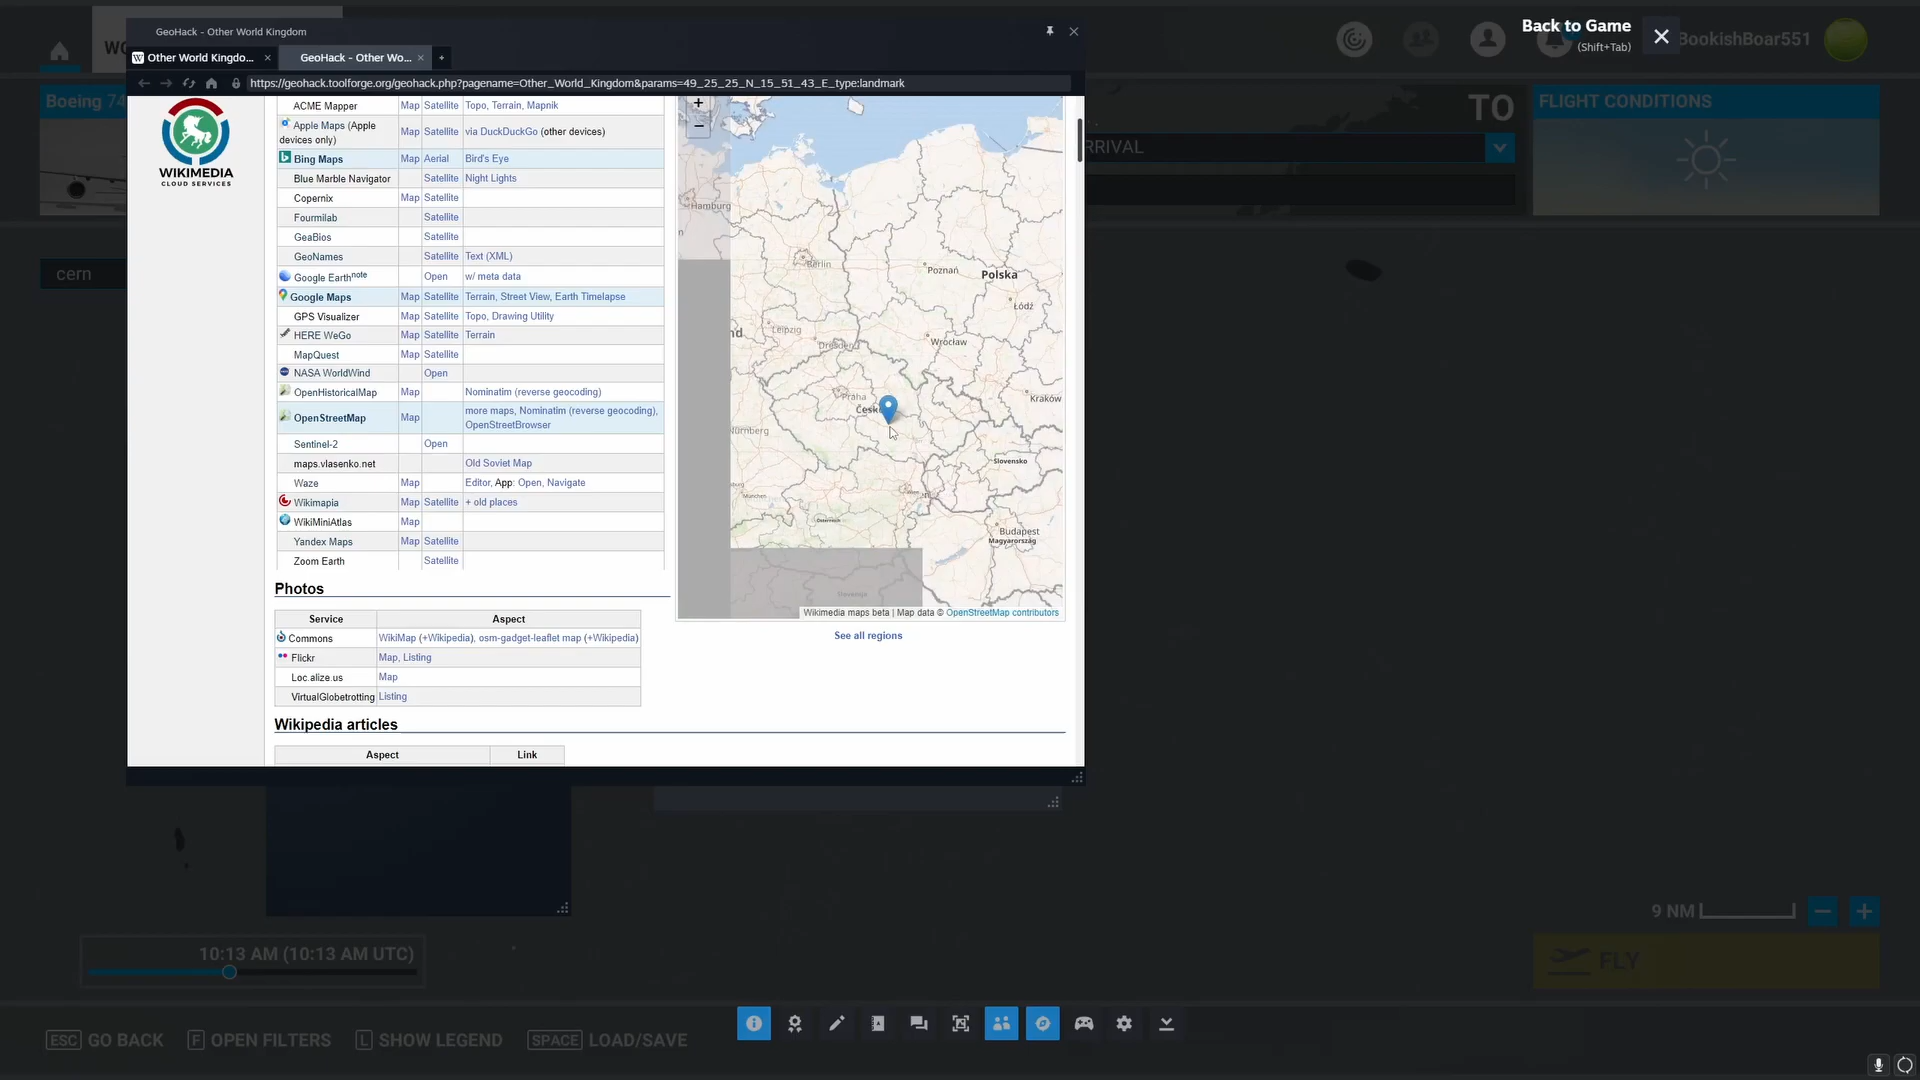 GeoHack - Other World Kingdom
Back to Game
(Shift+Tab)
BookishBoar551
WO
Other World Kingdo...
GeoHack - Other Wo...
https://geohack.toolforge.org/geohack.php?pagename=Other_World_Kingdom&params=49_25_25_N_15_51_43_E_type:landmark
Boeing 74
TO
FLIGHT CONDITIONS
RRIVAL
cern
WIKIMEDIA
CLOUD SERVICES
ACME Mapper Map Satellite Topo, Terrain, Mapnik
Apple Maps (Apple devices only) Map Satellite via DuckDuckGo (other devices)
Bing Maps Map Aerial Bird's Eye
Blue Marble Navigator Satellite Night Lights
Copernix Map Satellite
Fourmilab Satellite
GeaBios Satellite
GeoNames Satellite Text (XML)
Google Earthnote Open w/ meta data
Google Maps Map Satellite Terrain, Street View, Earth Timelapse
GPS Visualizer Map Satellite Topo, Drawing Utility
HERE WeGo Map Satellite Terrain
MapQuest Map Satellite
NASA WorldWind Open
OpenHistoricalMap Map Nominatim (reverse geocoding)
OpenStreetMap Map more maps, Nominatim (reverse geocoding),
OpenStreetBrowser
Sentinel-2 Open
maps.vlasenko.net Old Soviet Map
Waze Map Editor, App: Open, Navigate
Wikimapia Map Satellite + old places
WikiMiniAtlas Map
Yandex Maps Map Satellite
Zoom Earth Satellite
+
−
Hamburg
Berlin
Poznań
Polska
Łódź
Leipzig
Dresden
Wrocław
Praha
Česk
Kraków
Nürnberg
Slovensko
München
Wien
Österreich
Budapest
Magyarország
Slovenija
Wikimedia maps beta | Map data © OpenStreetMap contributors
See all regions
Photos
Service Aspect
Commons WikiMap (+Wikipedia), osm-gadget-leaflet map (+Wikipedia)
Flickr Map, Listing
Loc.alize.us Map
VirtualGlobetrotting Listing
Wikipedia articles
Aspect Link
9 NM
10:13 AM (10:13 AM UTC)
FLY
ESC GO BACK
F OPEN FILTERS
L SHOW LEGEND
SPACE LOAD/SAVE